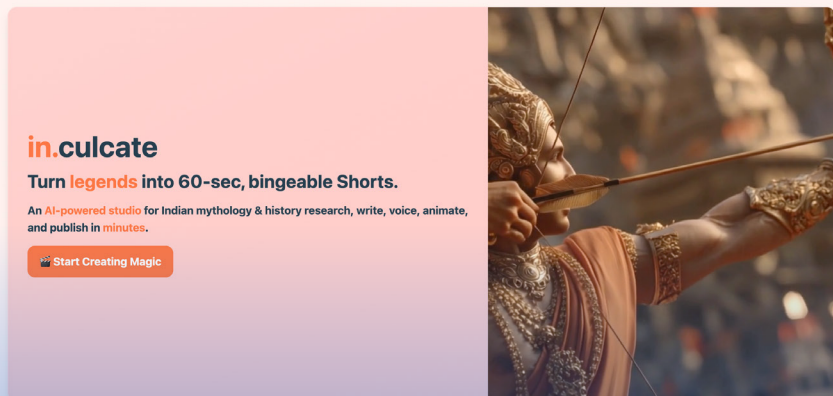 in.culcate
Turn legends into 60-sec, bingeable Shorts.
An AI-powered studio for Indian mythology & history research, write, voice, animate,
and publish in minutes.
🎬 Start Creating Magic